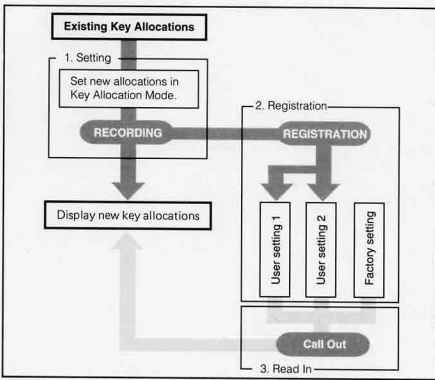 Existing Key Allocations
1. Setting
Set new allocations in
Key Allocation Mode.
RECORDING
2. Registration
REGISTRATION
Display new key allocations
User setting 1
User setting 2
Factory setting
Call Out
3. Read In